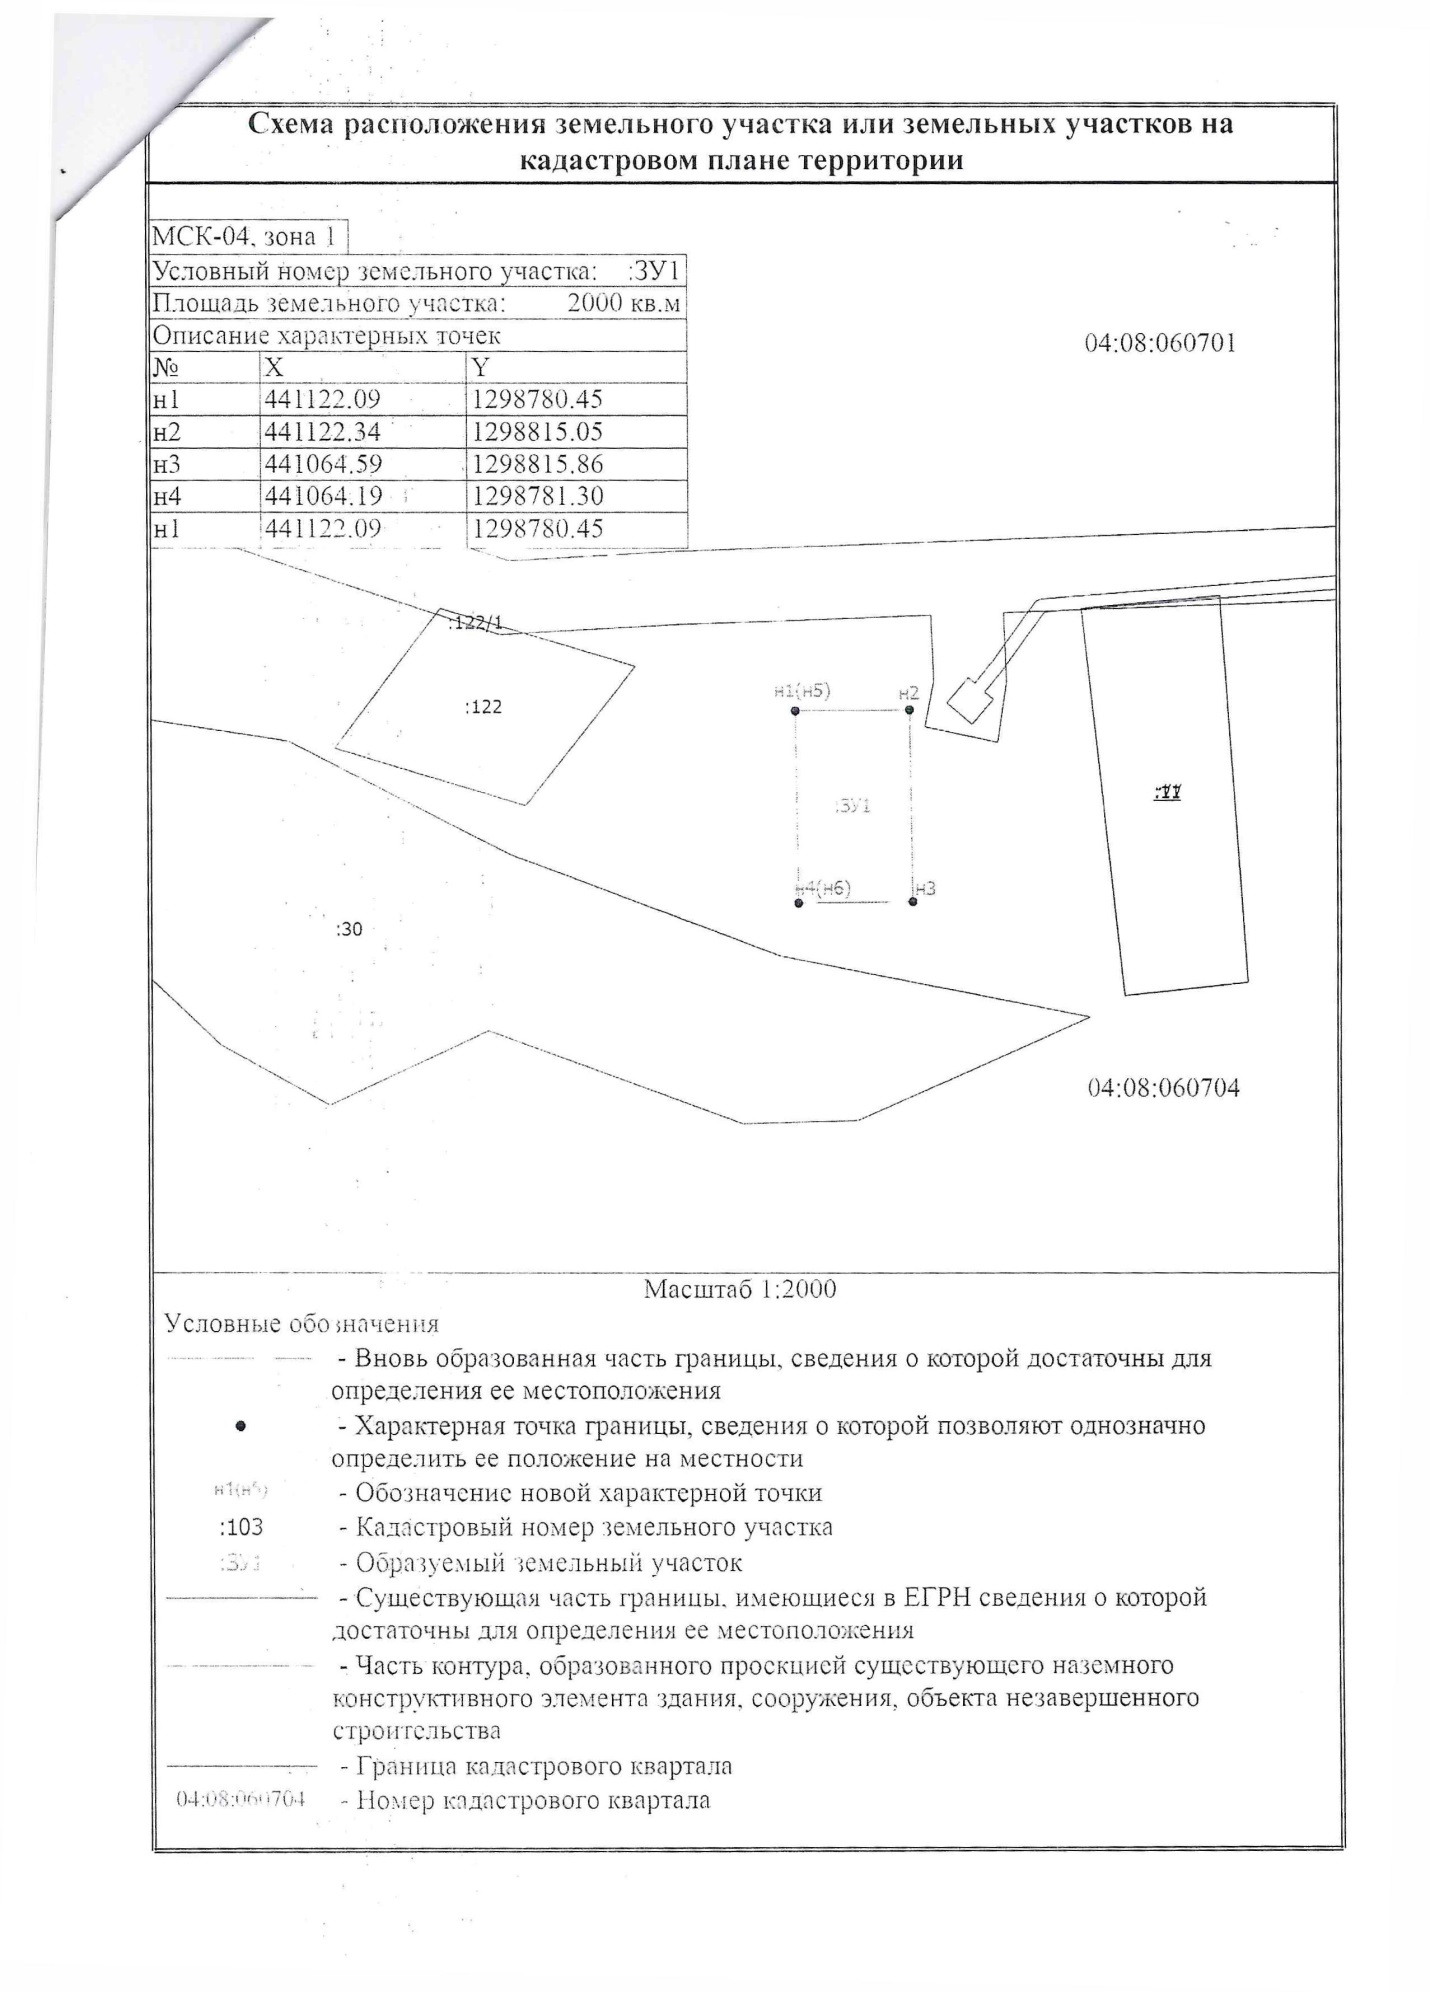 Схема расположения земельного участка или земельных участков на
кадастровом плане территории
МСК-04, зона 1
Условный номер земельного участка: :ЗУ1
Площадь земельного участка: 2000 кв.м
Описание характерных точек
№ X Y
н1 441122.09 1298780.45
н2 441122.34 1298815.05
н3 441064.59 1298815.86
н4 441064.19 1298781.30
н1 441122.09 1298780.45
04:08:060701
:122/1
:122
н1(н5)
н2
:ЗУ1
н4(н6)
н3
:30
04:08:060704
Масштаб 1:2000
Условные обозначения
- Вновь образованная часть границы, сведения о которой достаточны для
определения ее местоположения
- Характерная точка границы, сведения о которой позволяют однозначно
определить ее положение на местности
н1(н5) - Обозначение новой характерной точки
:103 - Кадастровый номер земельного участка
:ЗУ1 - Образуемый земельный участок
- Существующая часть границы, имеющиеся в ЕГРН сведения о которой
достаточны для определения ее местоположения
- Часть контура, образованного проекцией существующего наземного
конструктивного элемента здания, сооружения, объекта незавершенного
строительства
- Граница кадастрового квартала
04:08:060704 - Номер кадастрового квартала